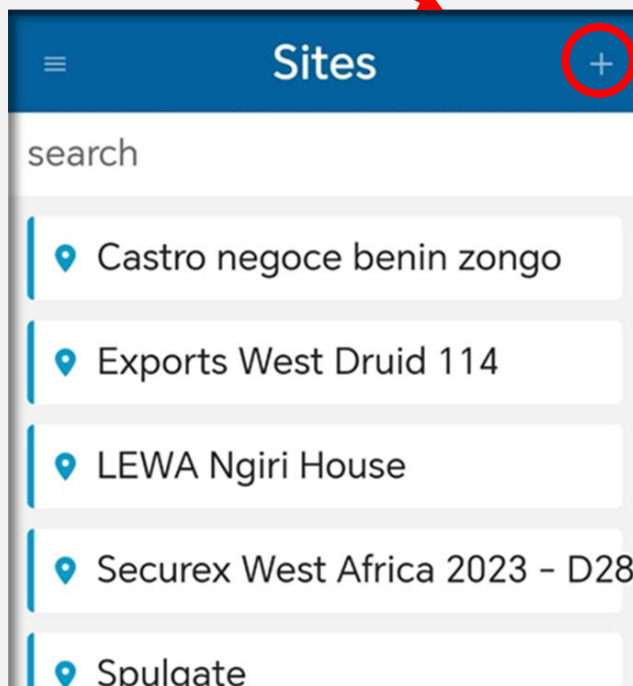 Sites
search
Castro negoce benin zongo
Exports West Druid 114
LEWA Ngiri House
Securex West Africa 2023 - D28
Spulgate